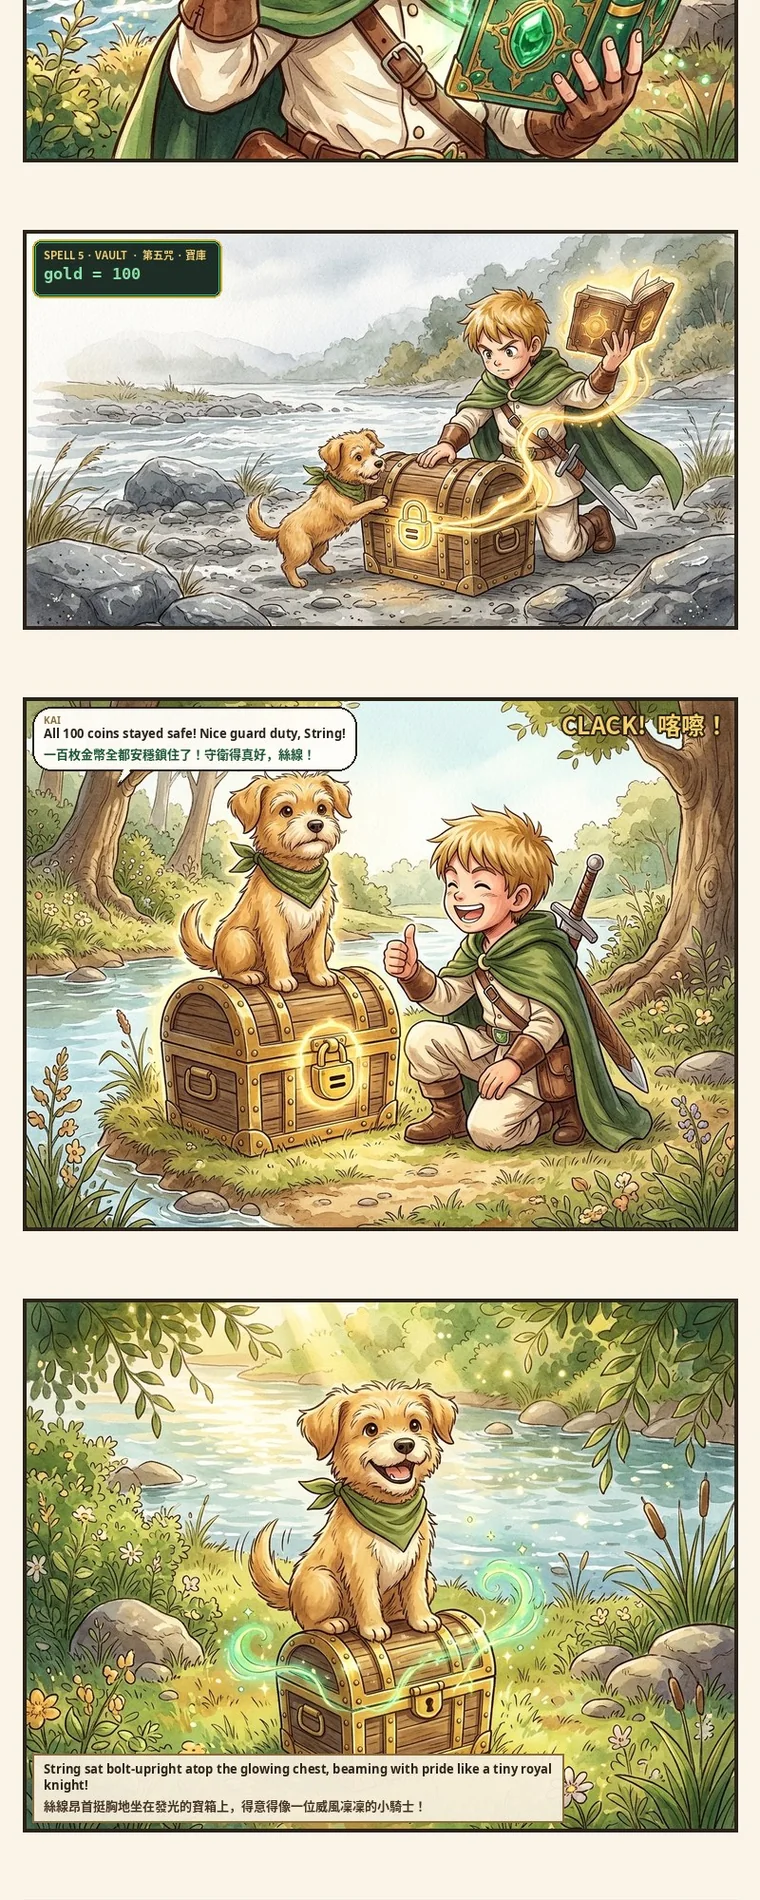 SPELL 5 · VAULT · 第五咒 · 寶庫
gold = 100
KAI
All 100 coins stayed safe! Nice guard duty, String!
一百枚金幣全都安穩鎖住了！守衛得真好，絲線！
CLACK! 喀嚓！
String sat bolt-upright atop the glowing chest, beaming with pride like a tiny royal
knight!
絲線昂首挺胸地坐在發光的寶箱上，得意得像一位威風凜凜的小騎士！